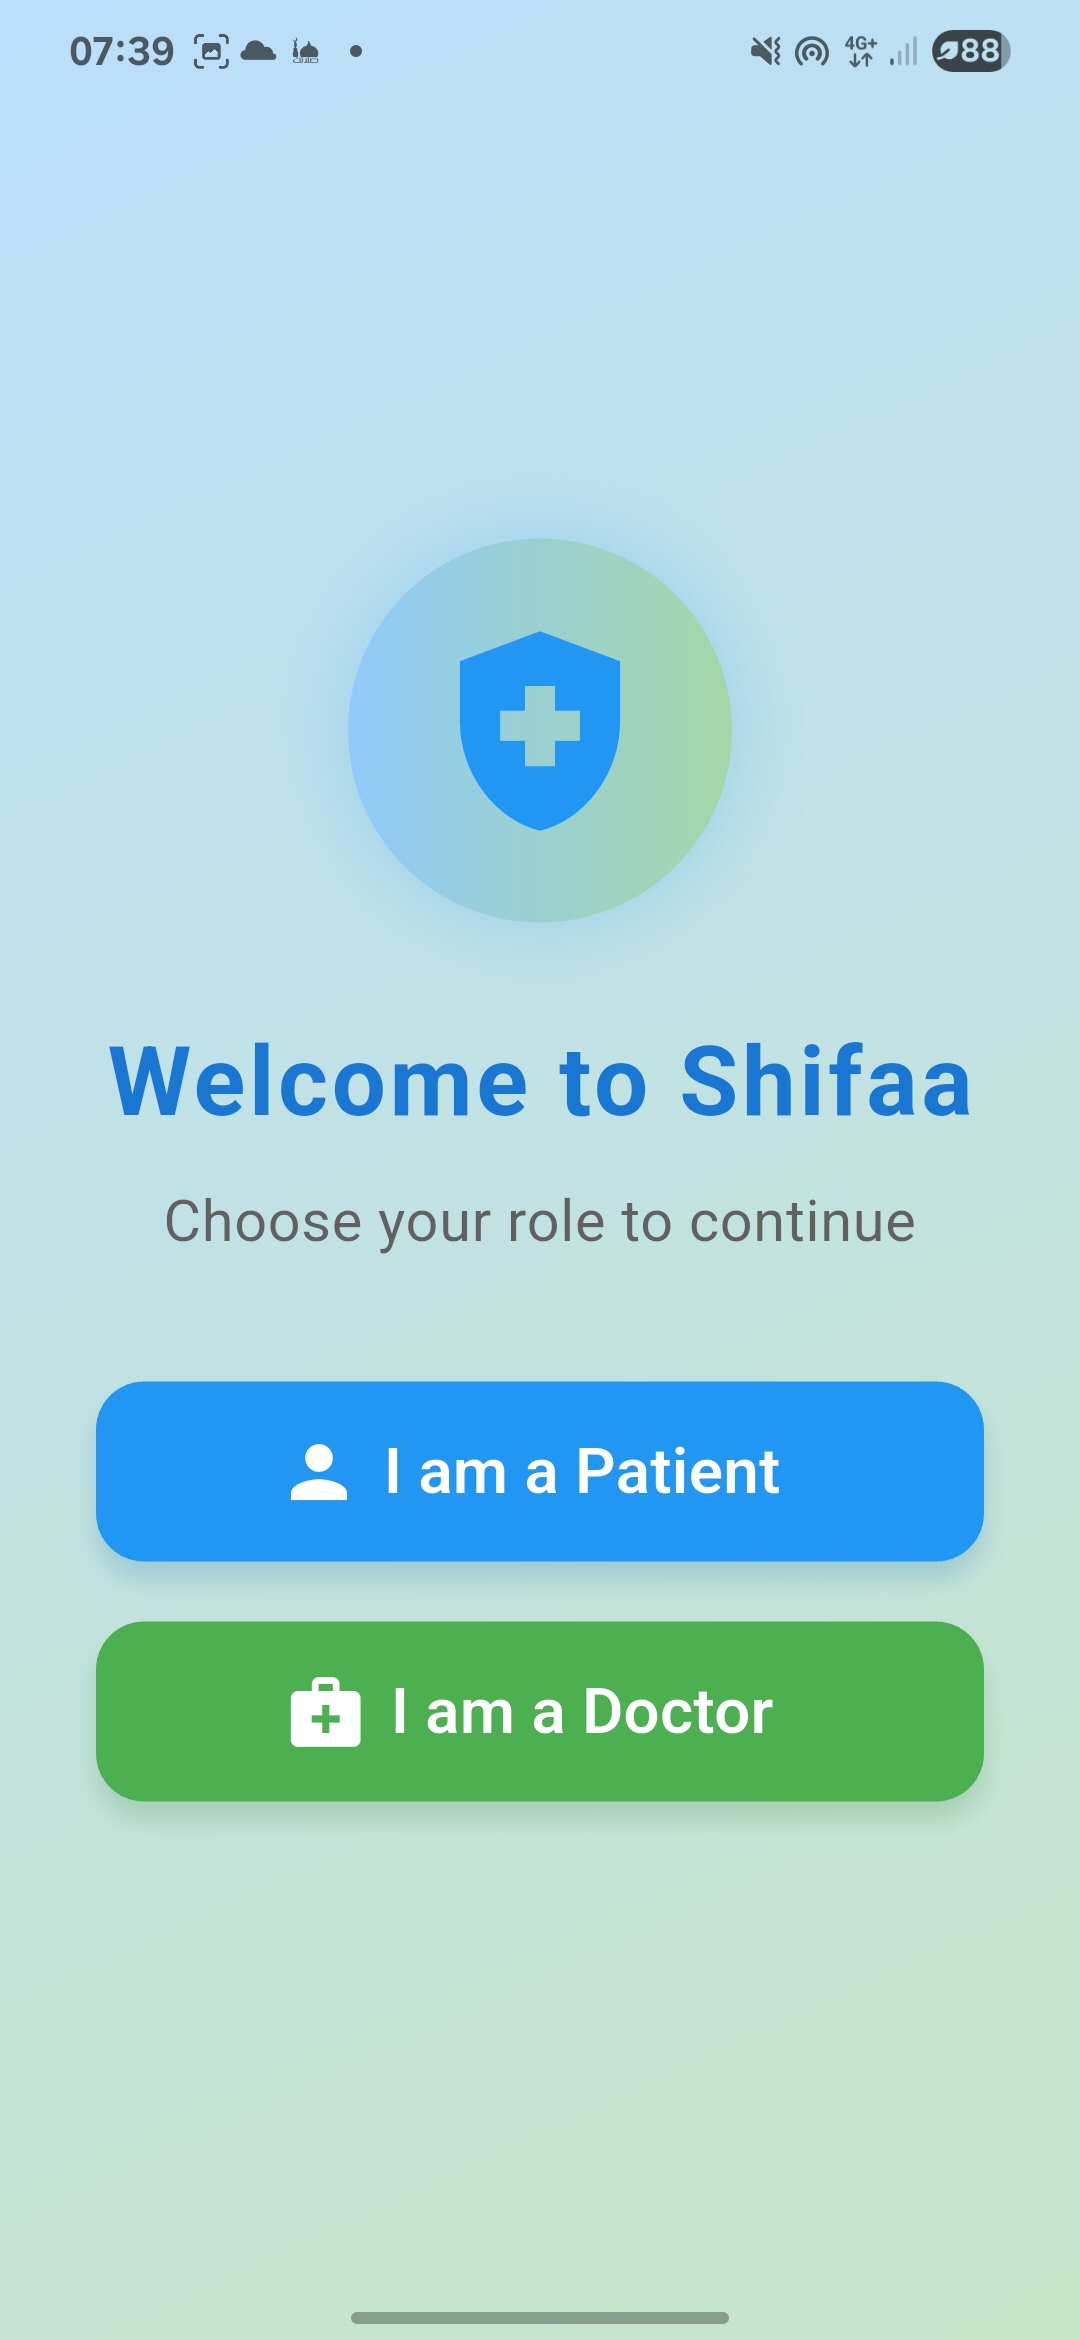 07:39
4G+
88
Welcome to Shifaa
Choose your role to continue
I am a Patient
I am a Doctor